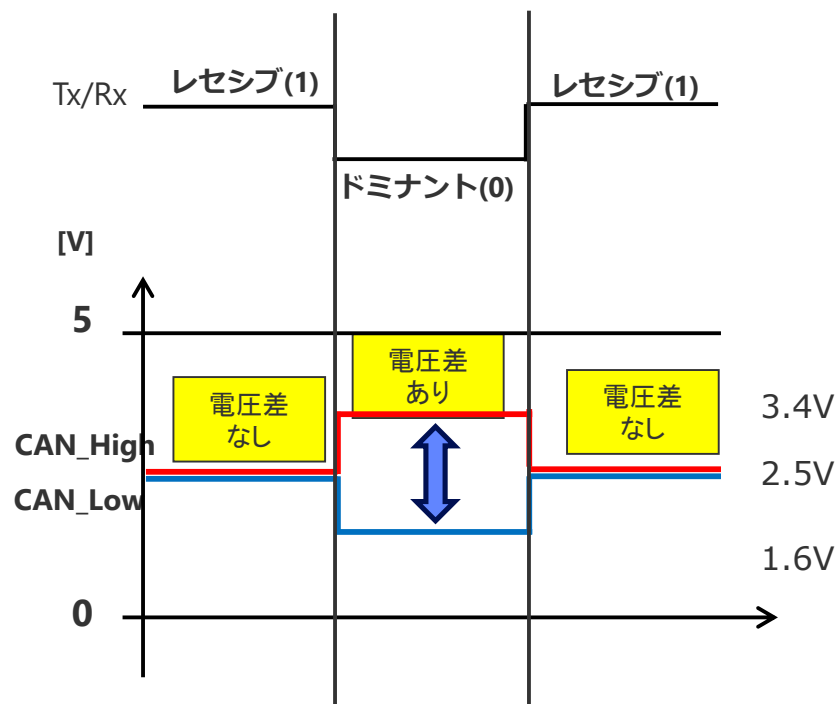 Tx/Rx
レセシブ(1)
レセシブ(1)
ドミナント(0)
[V]
5
電圧差
あり
電圧差
なし
電圧差
なし
3.4V
CAN_High
2.5V
CAN_Low
1.6V
0